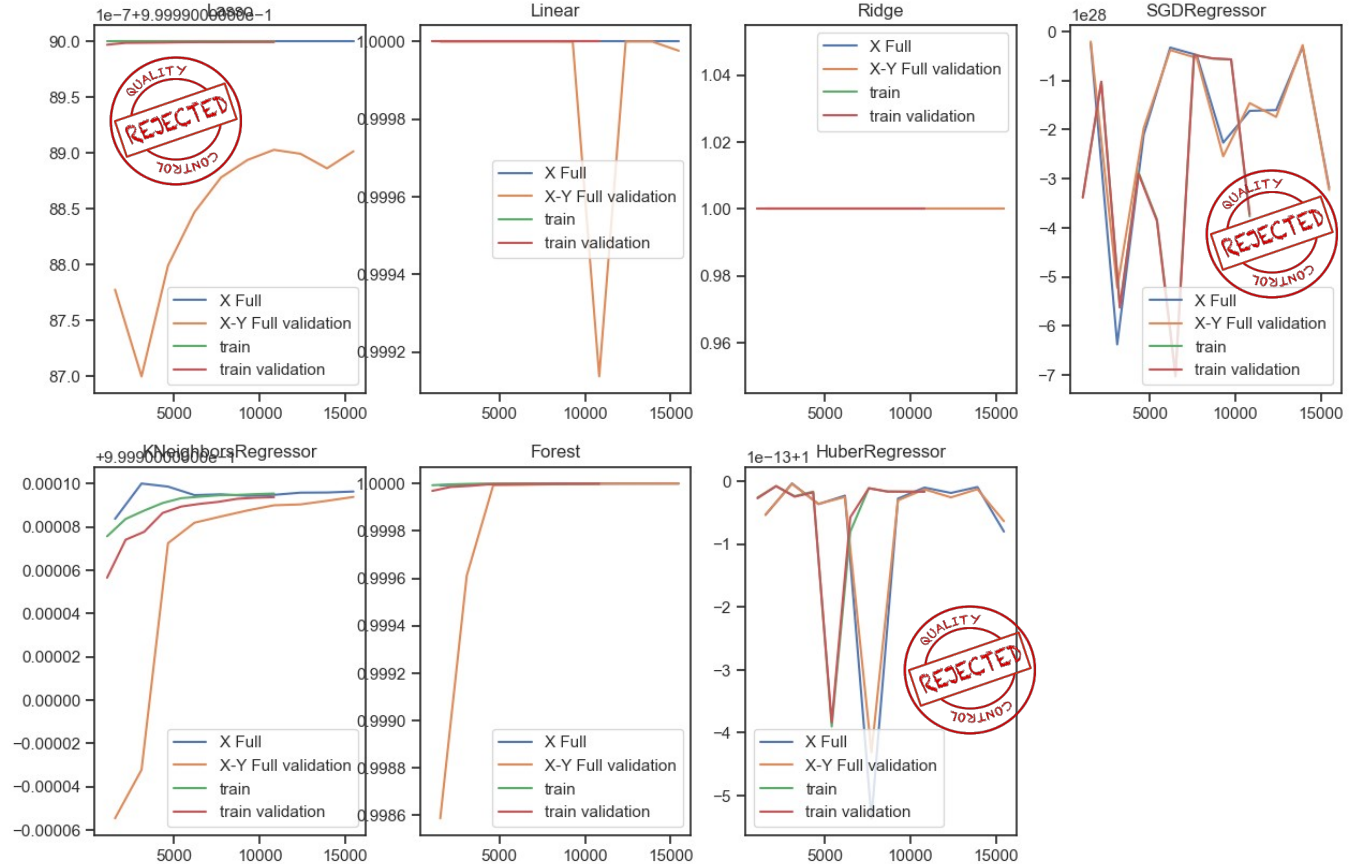 1e-7+9.9999000000e-1
Lasso
90.0
89.5
89.0
88.5
88.0
87.5
87.0
5000
10000
15000
X Full
X-Y Full validation
train
train validation
QUALITY
REJECTED
CONTROL
Linear
1.0000
0.9998
0.9996
0.9994
0.9992
5000
10000
15000
X Full
X-Y Full validation
train
train validation
Ridge
1.04
1.02
1.00
0.98
0.96
5000
10000
15000
X Full
X-Y Full validation
train
train validation
1e28
SGDRegressor
0
−1
−2
−3
−4
−5
−6
−7
5000
10000
15000
X Full
X-Y Full validation
train
train validation
QUALITY
REJECTED
CONTROL
+9.9990000000e−1
KNeighborsRegressor
0.00010
0.00008
0.00006
0.00004
0.00002
0.00000
−0.00002
−0.00004
−0.00006
5000
10000
15000
X Full
X-Y Full validation
train
train validation
Forest
1.0000
0.9998
0.9996
0.9994
0.9992
0.9990
0.9988
0.9986
5000
10000
15000
X Full
X-Y Full validation
train
train validation
1e−13+1
HuberRegressor
0
−1
−2
−3
−4
−5
5000
10000
15000
X Full
X-Y Full validation
train
train validation
QUALITY
REJECTED
CONTROL